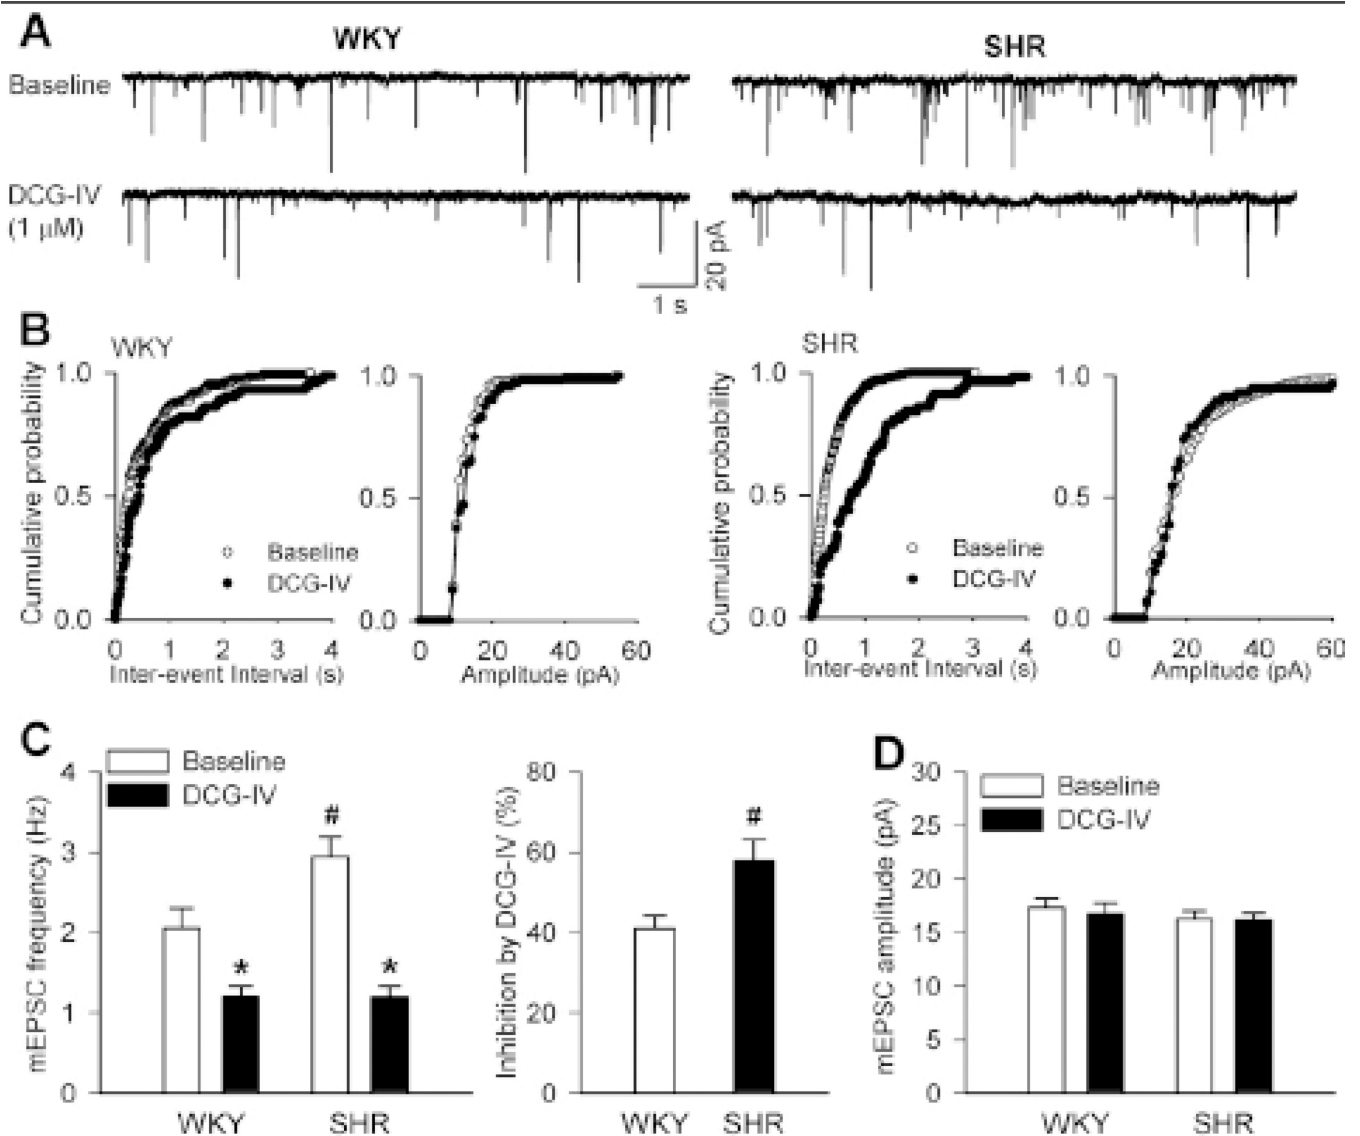 A
WKY
SHR
Baseline
DCG-IV
(1 μM)
20 pA
1 s
B
WKY
SHR
Cumulative probability
1.0
0.5
0.0
0 1 2 3 4
Inter-event Interval (s)
Baseline
DCG-IV
1.0
0.5
0.0
0 20 40 60
Amplitude (pA)
Cumulative probability
1.0
0.5
0.0
0 1 2 3 4
Inter-event Interval (s)
Baseline
DCG-IV
1.0
0.5
0.0
0 20 40 60
Amplitude (pA)
C
Baseline
DCG-IV
mEPSC frequency (Hz)
4
3
2
1
0
#
*
*
WKY SHR
Inhibition by DCG-IV (%)
80
60
40
20
0
#
WKY SHR
D
Baseline
DCG-IV
mEPSC amplitude (pA)
30
25
20
15
10
5
0
WKY SHR